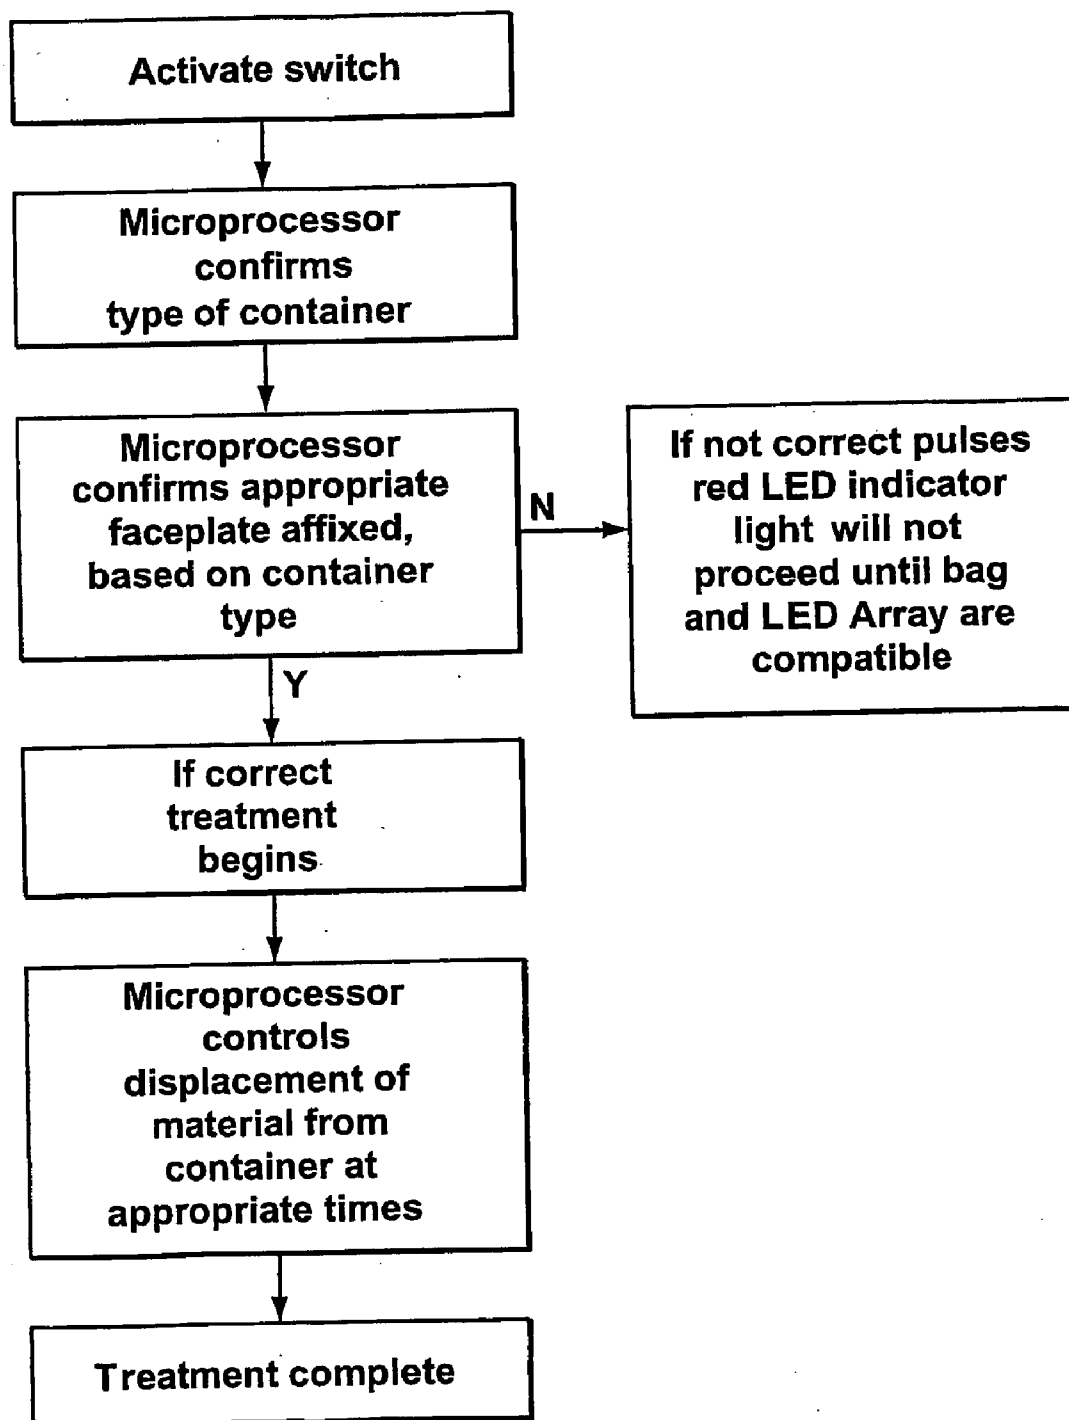 Activate switch
Microprocessor
confirms
type of container
Microprocessor
confirms appropriate
faceplate affixed,
based on container
type
N
If not correct pulses
red LED indicator
light will not
proceed until bag
and LED Array are
compatible
Y
If correct
treatment
begins
Microprocessor
controls
displacement of
material from
container at
appropriate times
Treatment complete